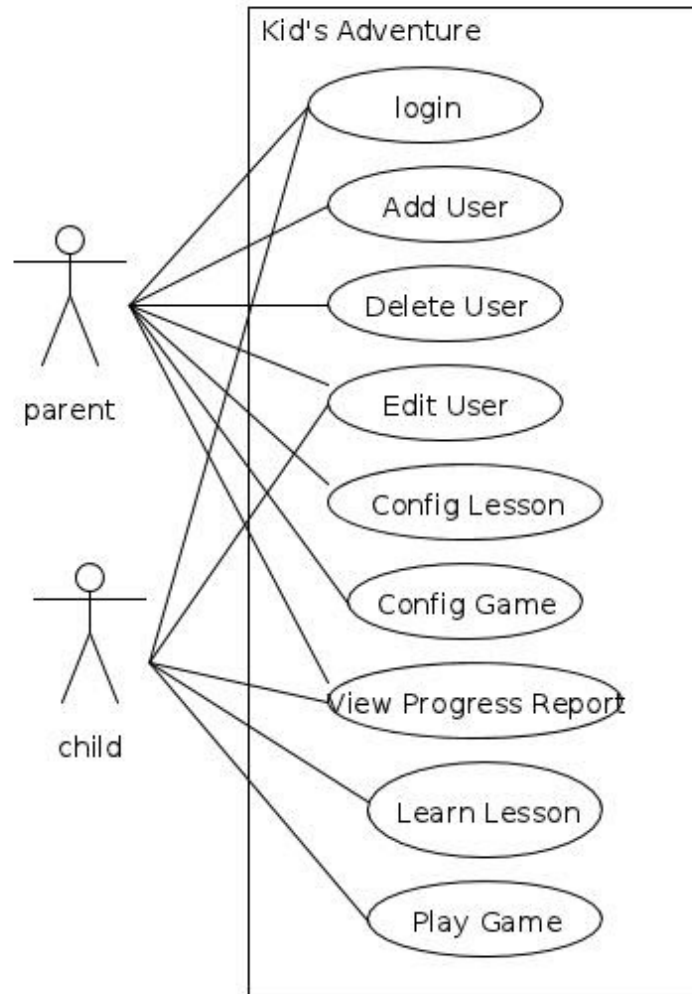 Kid's Adventure
login
Add User
Delete User
parent
Edit User
Config Lesson
Config Game
View Progress Report
child
Learn Lesson
Play Game